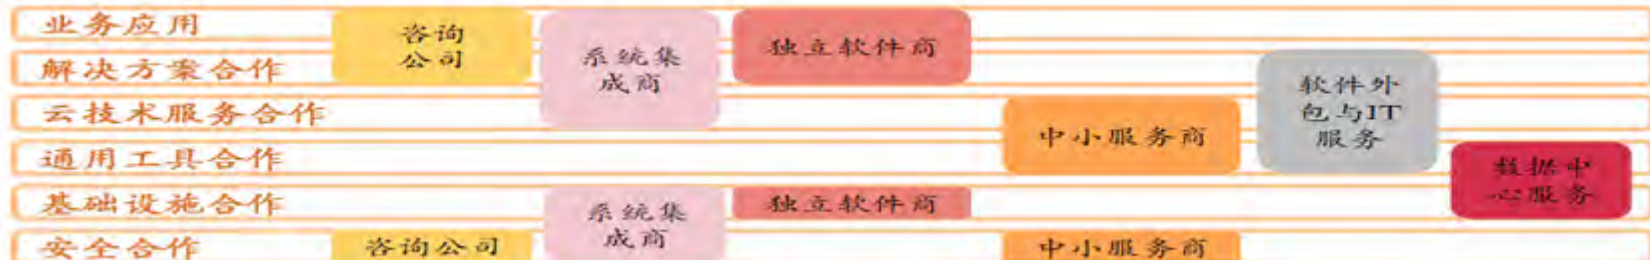 业务应用
咨询
公司
系统集
成商
独立软件商
解决方案合作
软件外
包与IT
服务
云技术服务合作
中小服务商
通用工具合作
数据中
心服务
基础设施合作
系统集
成商
独立软件商
安全合作
咨询公司
中小服务商